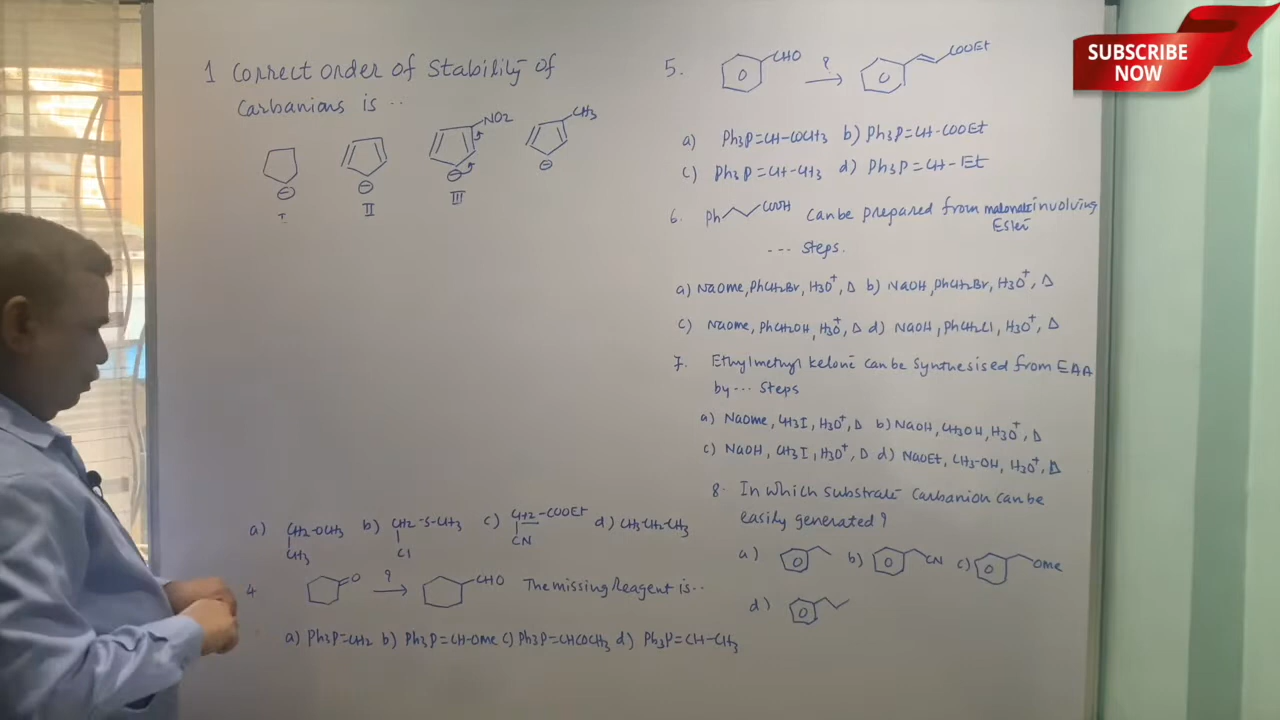 1 Correct order of stability of
Carbanions is ..
NO2
CH3
⊖ ⊖ ⊖ ⊖
I II III
a) CH2-OCH3 b) CH2-S-CH3 c) CH2-COOEt d) CH3-CH2-CH3
CH3 Cl CN
4 O ? CHO The missing reagent is..
a) Ph3P=CH2 b) Ph3P=CH-OMe c) Ph3P=CHCOCH3 d) Ph3P=CH-CH3
5. CHO ? COOEt
a) Ph3P=CH-COCH3 b) Ph3P=CH-COOEt
c) Ph3P=CH-CH3 d) Ph3P=CH-Et
6. Ph COOH can be prepared from malonate involving
Ester
--- steps.
a) NaOMe, PhCH2Br, H3O+, Δ b) NaOH, PhCH2Br, H3O+, Δ
c) NaOMe, PhCH2OH, H3O+, Δ d) NaOH, PhCH2Cl, H3O+, Δ
7. Ethylmethyl ketone can be synthesised from EAA
by ... steps
a) NaOMe, CH3I, H3O+, Δ b) NaOH, CH3OH, H3O+, Δ
c) NaOH, CH3I, H3O+, Δ d) NaOEt, CH3-OH, H3O+, Δ
8. In which substrate Carbanion can be
easily generated?
a) b) CN c) OMe
d)
SUBSCRIBE
NOW